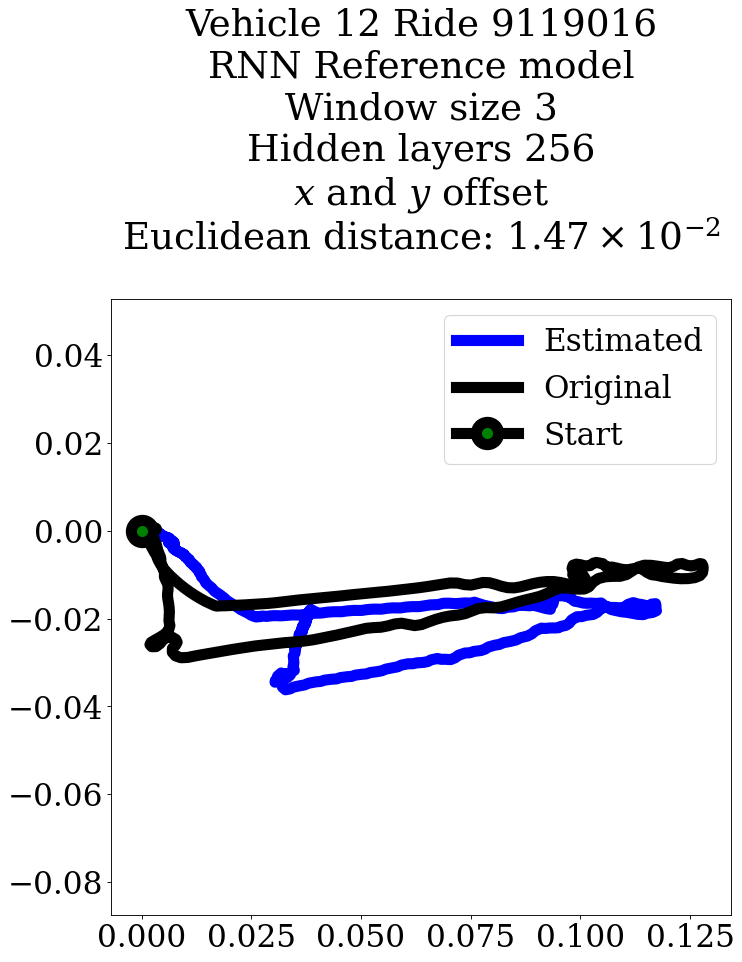 Vehicle 12 Ride 9119016
RNN Reference model
Window size 3
Hidden layers 256
x and y offset
Euclidean distance: 1.47 × 10⁻²
Estimated
Original
Start
0.04
0.02
0.00
−0.02
−0.04
−0.06
−0.08
0.000 0.025 0.050 0.075 0.100 0.125